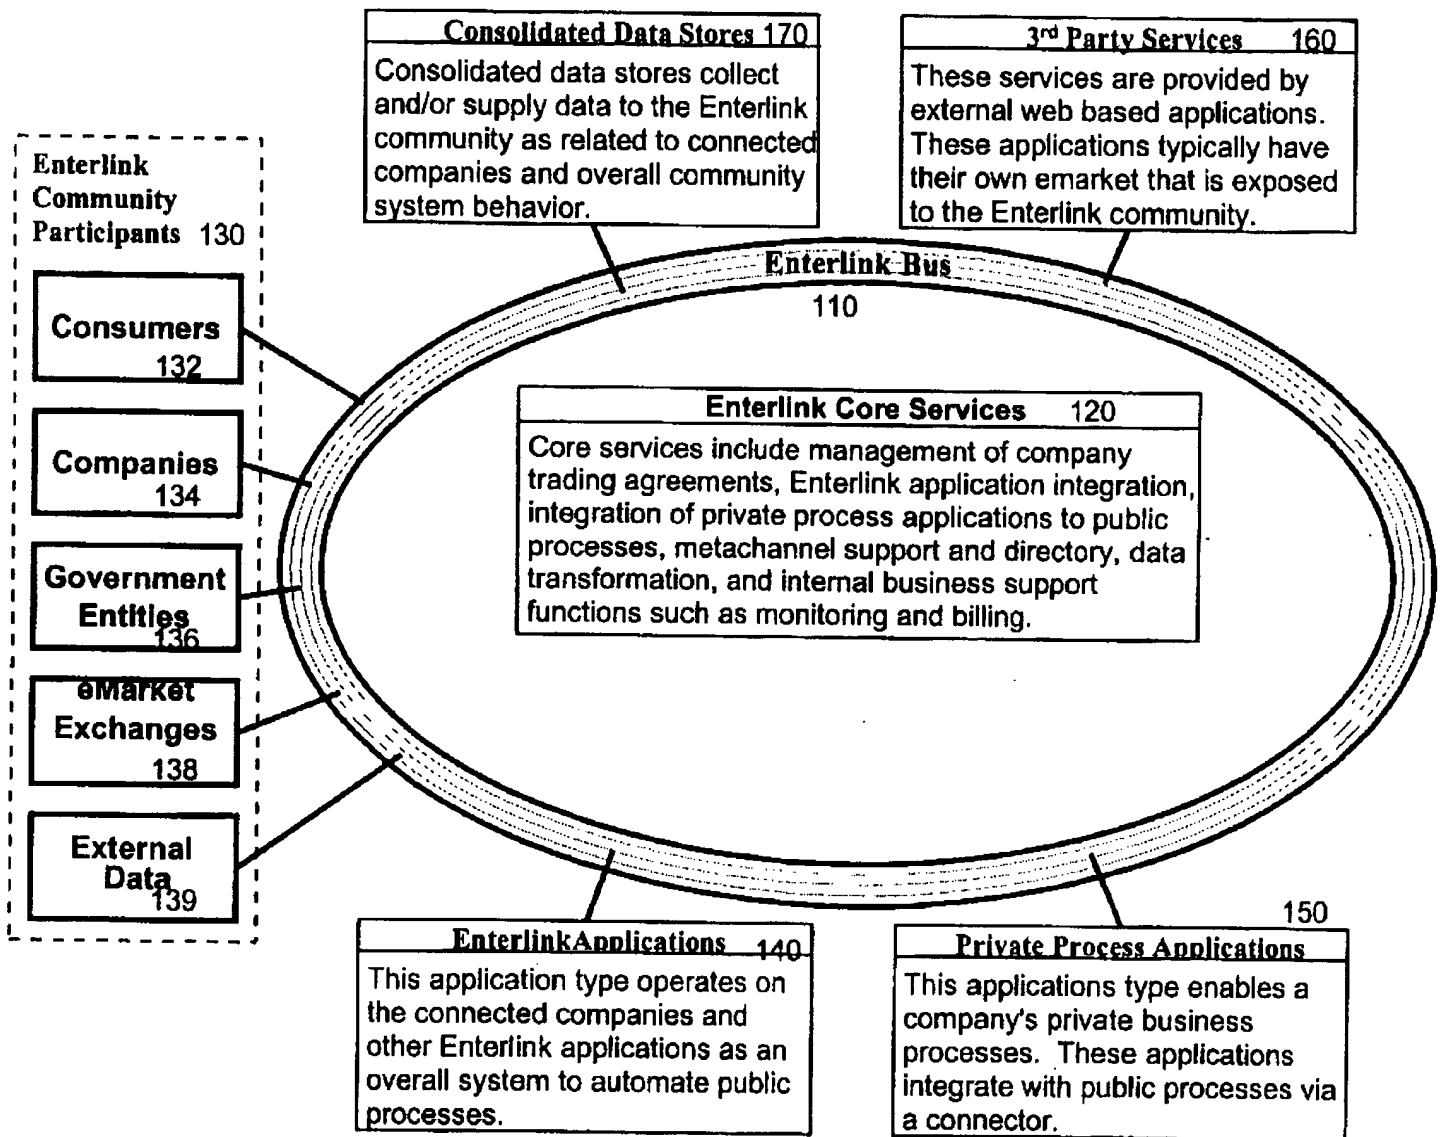 Consolidated Data Stores 170
Consolidated data stores collect
and/or supply data to the Enterlink
community as related to connected
companies and overall community
system behavior.
3rd Party Services 160
These services are provided by
external web based applications.
These applications typically have
their own emarket that is exposed
to the Enterlink community.
Enterlink
Community
Participants 130
Consumers
132
Companies
134
Government
Entities
136
eMarket
Exchanges
138
External
Data
139
Enterlink Bus
110
Enterlink Core Services 120
Core services include management of company
trading agreements, Enterlink application integration,
integration of private process applications to public
processes, metachannel support and directory, data
transformation, and internal business support
functions such as monitoring and billing.
EnterlinkApplications 140
This application type operates on
the connected companies and
other Enterlink applications as an
overall system to automate public
processes.
150
Private Process Applications
This applications type enables a
company's private business
processes. These applications
integrate with public processes via
a connector.